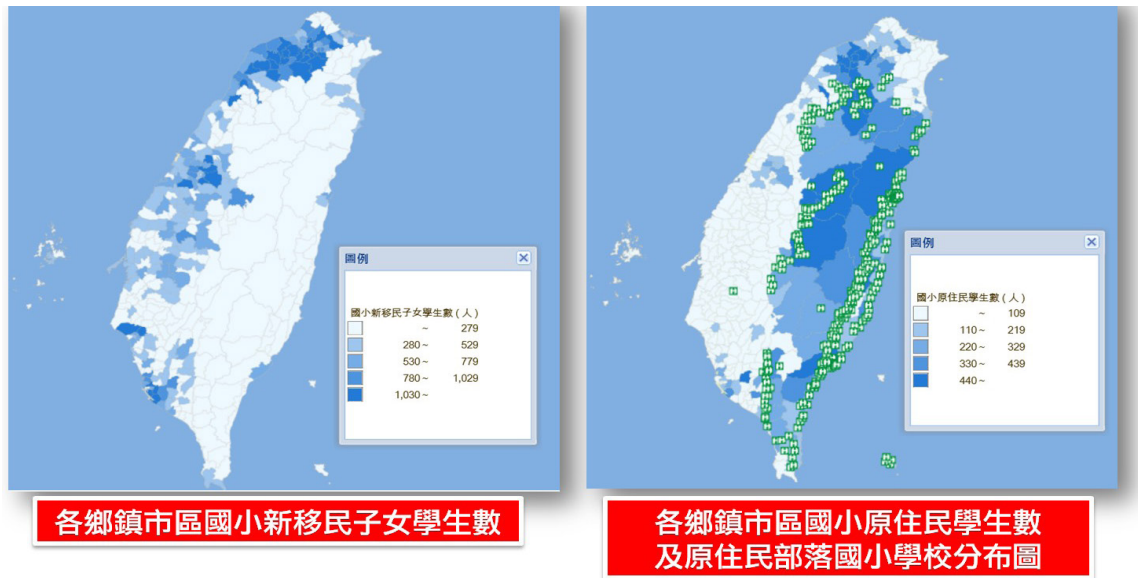 圖例
國小新移民子女學生數(人)
~ 279
280~ 529
530~ 779
780~ 1,029
1,030~
各鄉鎮市區國小新移民子女學生數
圖例
國小原住民學生數(人)
~ 109
110~ 219
220~ 329
330~ 439
440~
各鄉鎮市區國小原住民學生數
及原住民部落國小學校分布圖